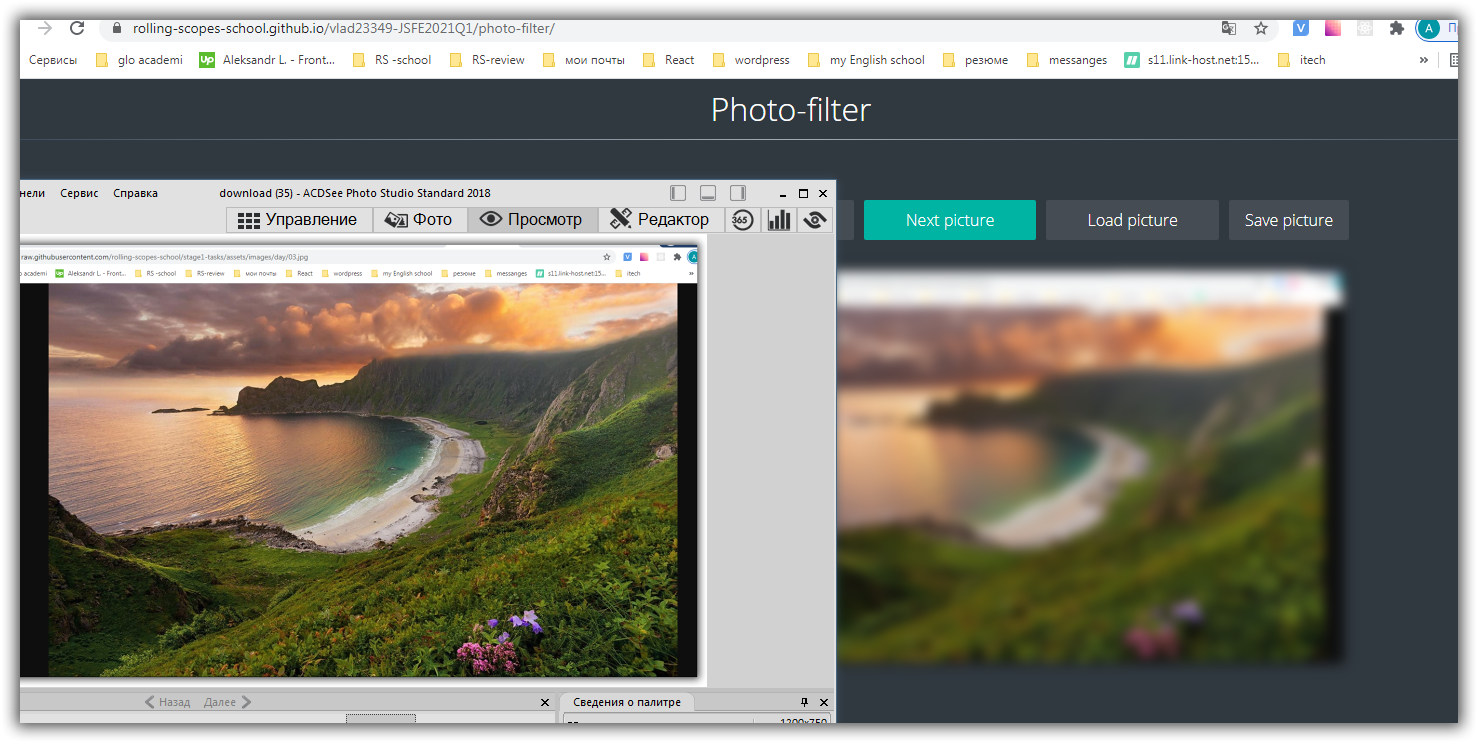 rolling-scopes-school.github.io/vlad23349-JSFE2021Q1/photo-filter/
A
Сервисы glo academi Up Aleksandr L. - Front... RS -school RS-review мои почты React wordpress my English school резюме messanges s11.link-host.net:15... itech »
Photo-filter
нели Сервис Справка download (35) - ACDSee Photo Studio Standard 2018
Управление Фото Просмотр Редактор 365
Next picture Load picture Save picture
raw.githubusercontent.com/rolling-scopes-school/stage1-tasks/assets/images/day/03.jpg
academi Up Aleksandr L. - Front... RS -school RS-review мои почты React wordpress my English school резюме messanges s11.link-host.net:15... itech »
Назад Далее Сведения о палитре
1200x750